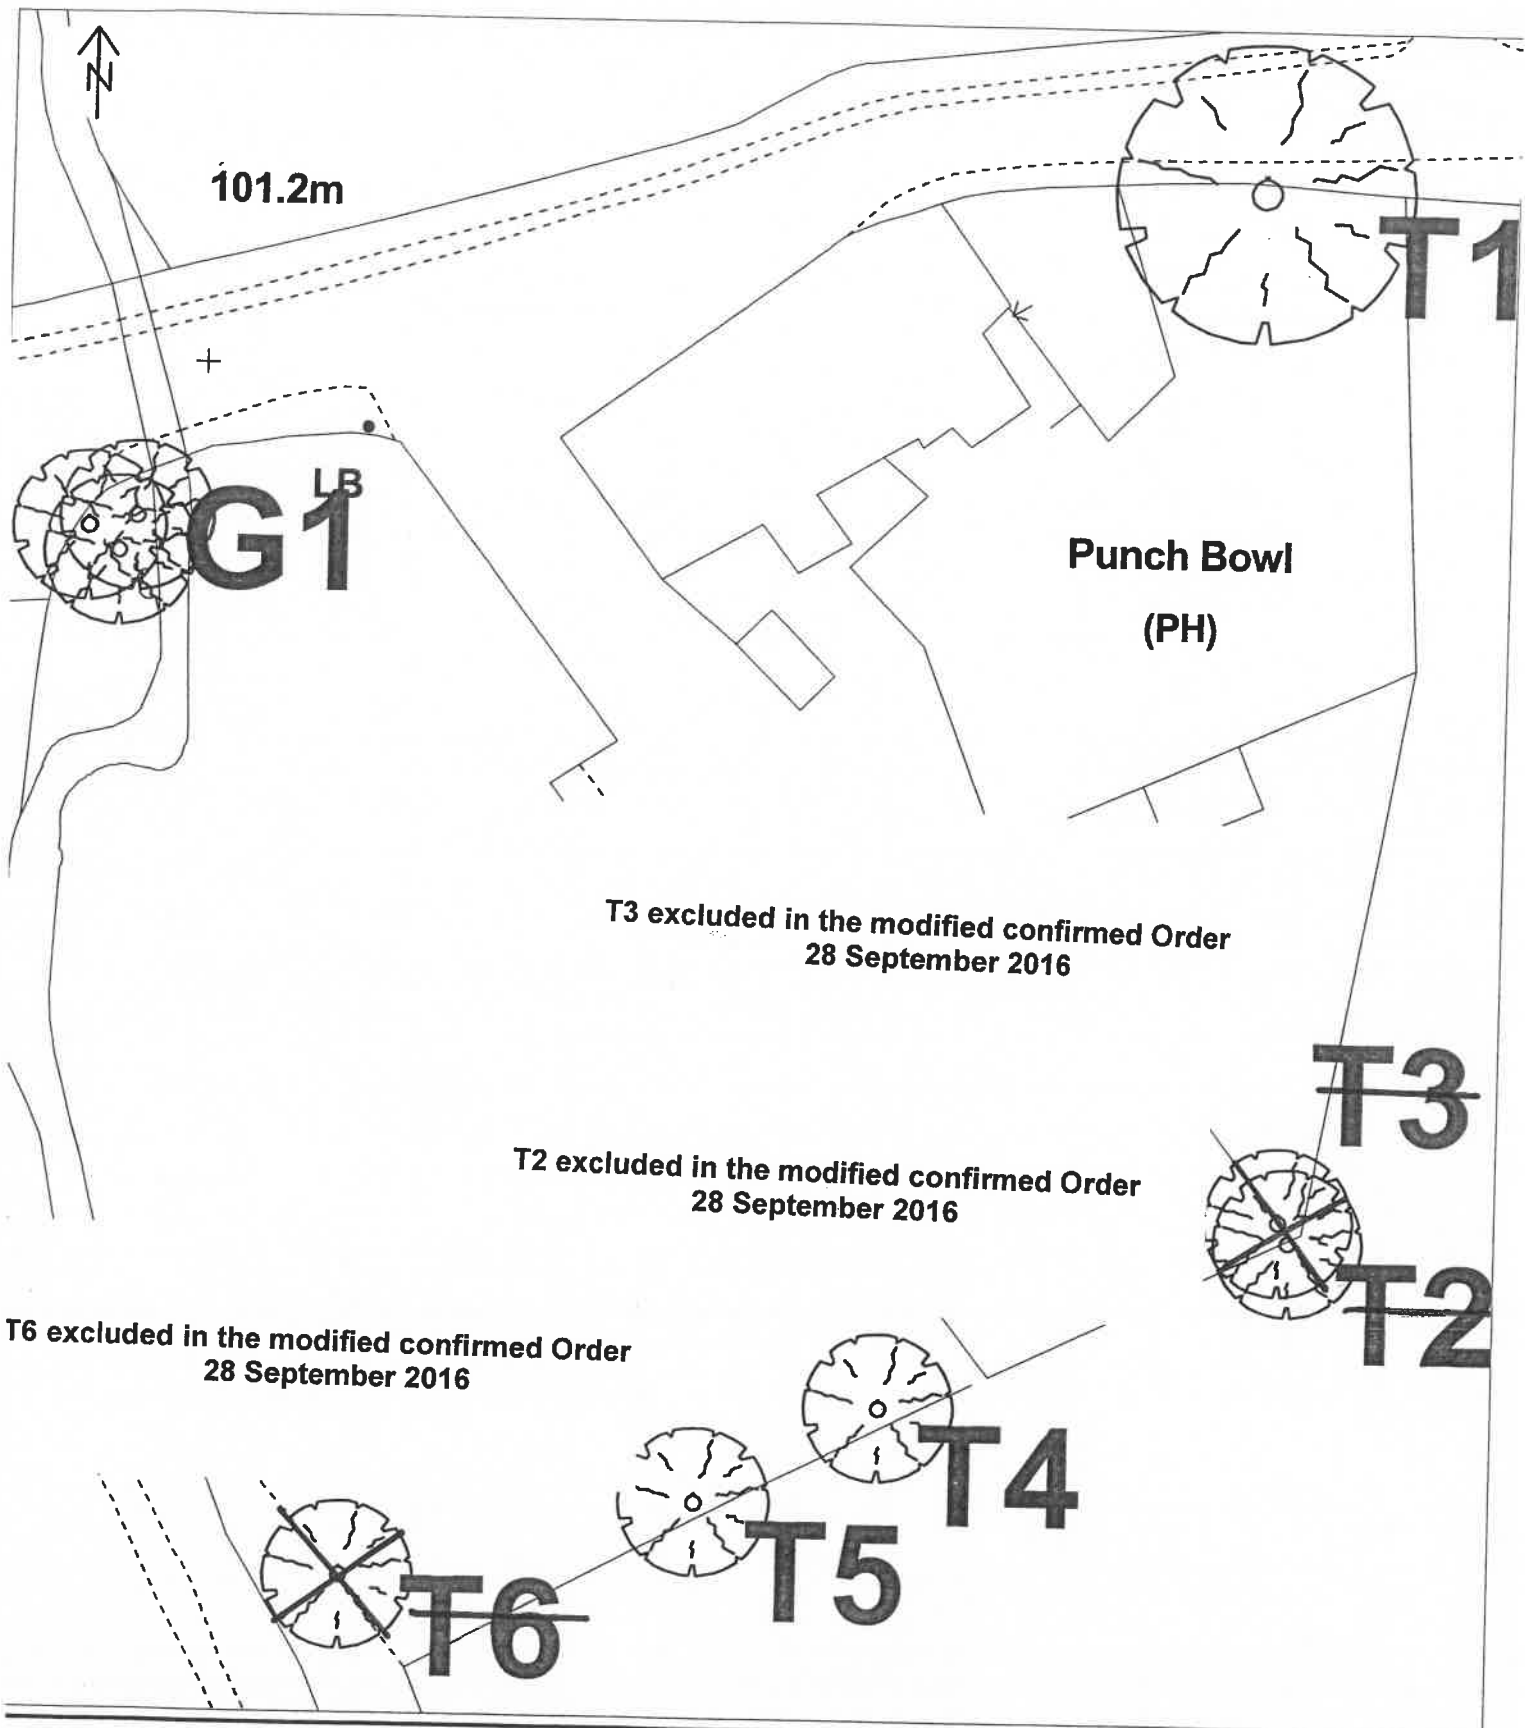 N
101.2m
T1
LB
G1
Punch Bowl
(PH)
T3 excluded in the modified confirmed Order
28 September 2016
T3
T2 excluded in the modified confirmed Order
28 September 2016
T2
T6 excluded in the modified confirmed Order
28 September 2016
T4
T5
T6